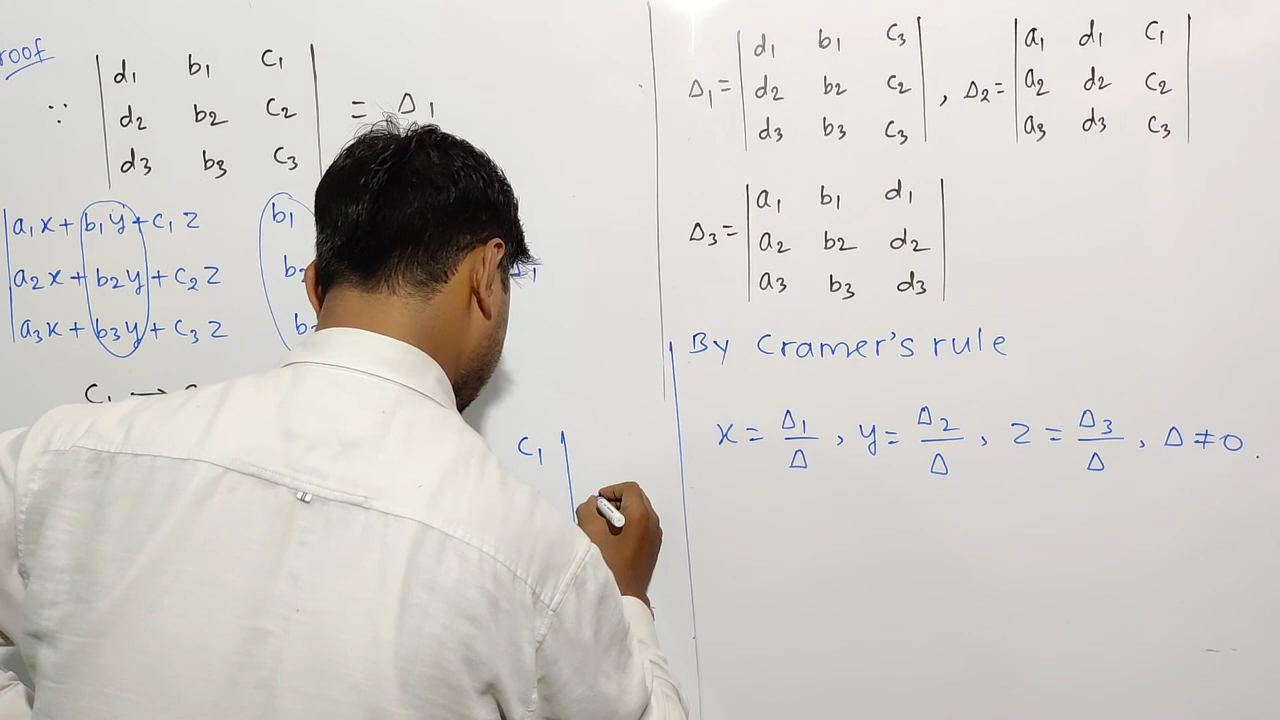 roof
∵ | d1 b1 c1 |
| d2 b2 c2 | = Δ1
| d3 b3 c3 |
| a1x + b1y + c1z b1
| a2x + b2y + c2z
| a3x + b3y + c3z
c1 →
c1 |
Δ1 = | d1 b1 c3 |
| d2 b2 c2 | , Δ2 =
| d3 b3 c3 |
| a1 d1 c1 |
| a2 d2 c2 |
| a3 d3 c3 |
Δ3 = | a1 b1 d1 |
| a2 b2 d2 |
| a3 b3 d3 |
By Cramer's rule
x = Δ1/Δ , y = Δ2/Δ , z = Δ3/Δ , Δ ≠ 0 .